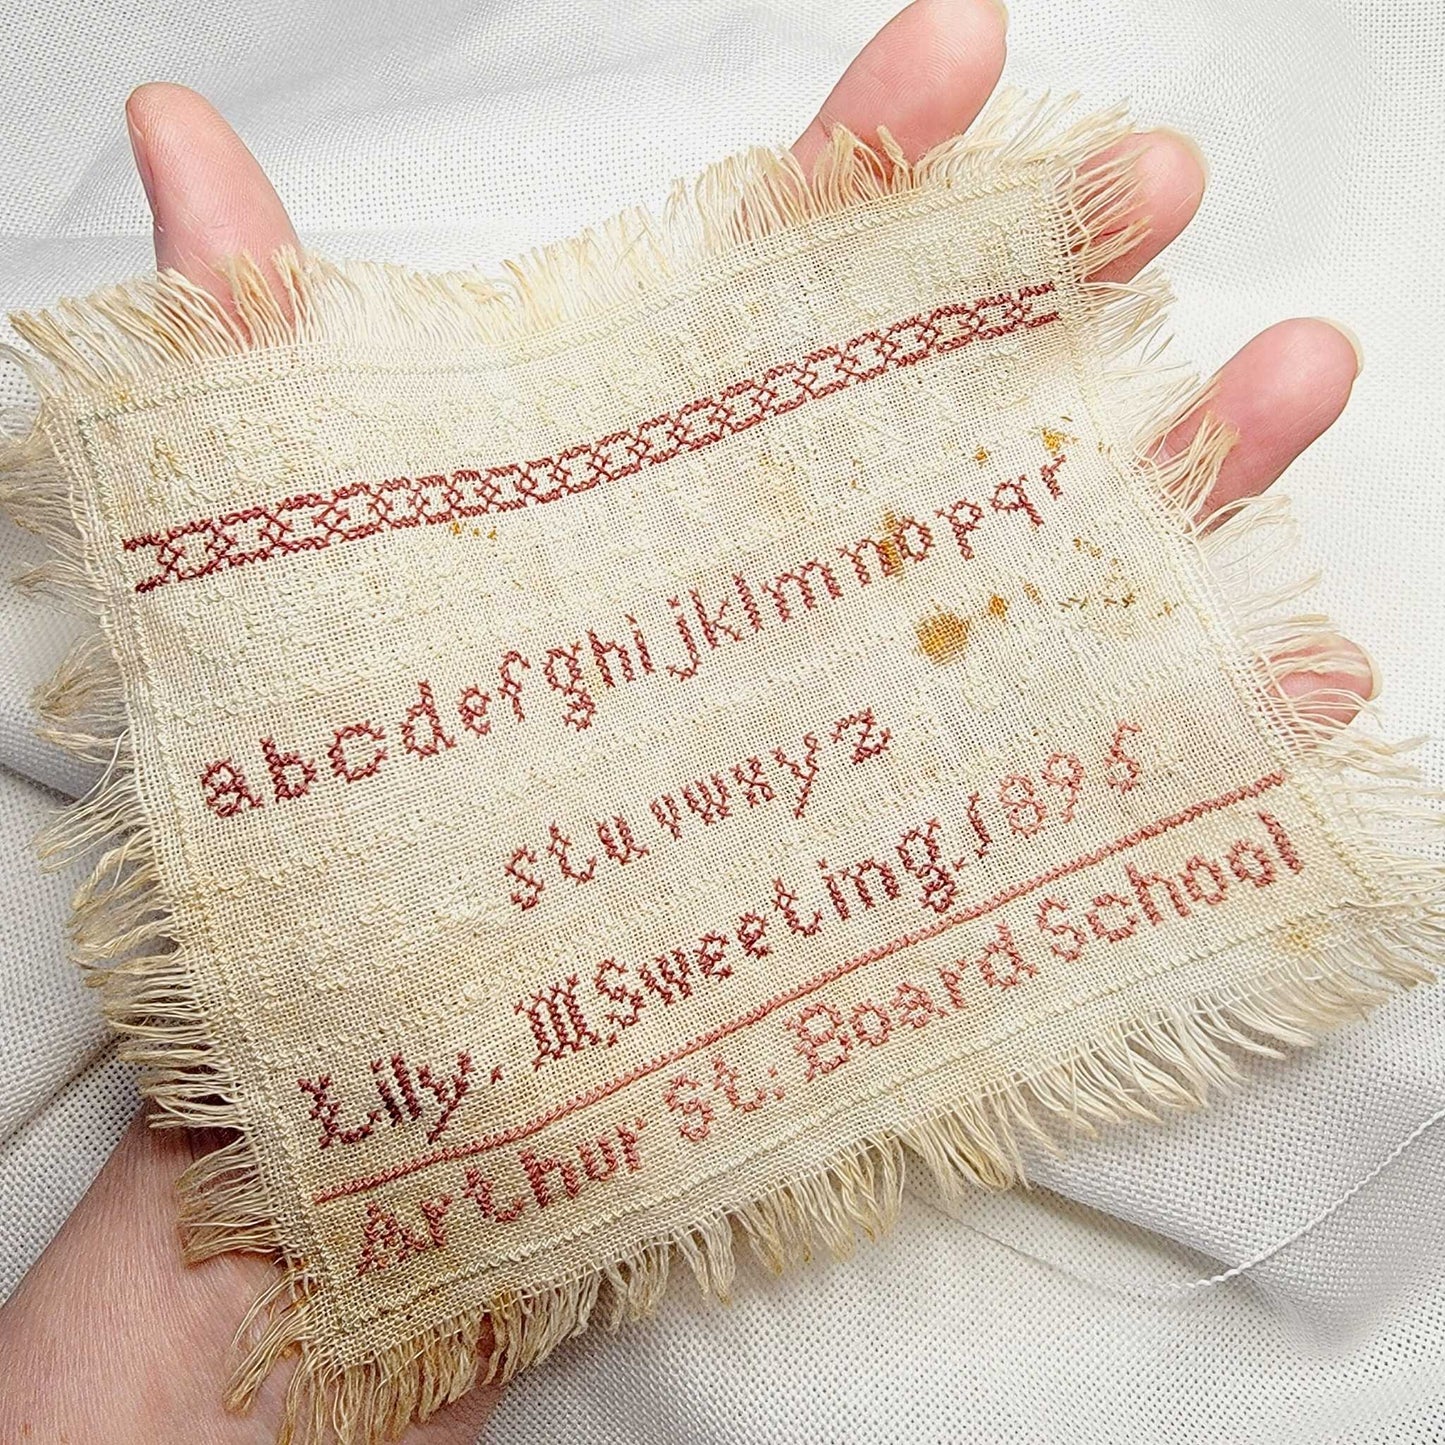 abcdefghijklmnopqr
stuvwxyz
Lily. M Sweeting. 1895
Arthur St: Board School